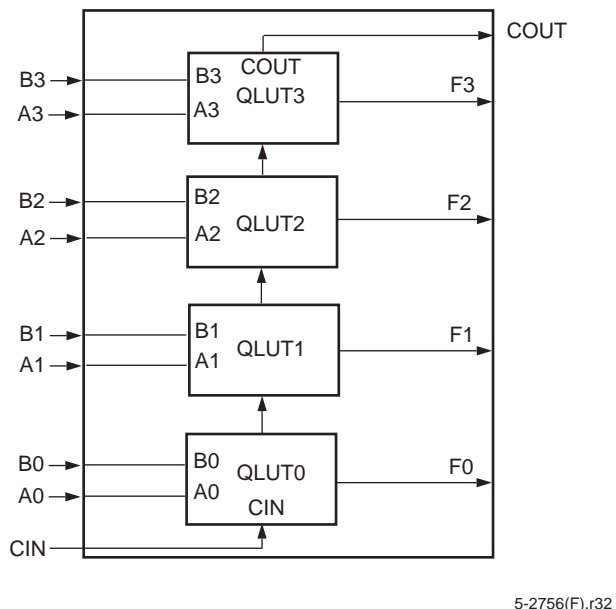 COUT
COUT
B3 B3 QLUT3 F3
A3 A3
B2 B2 F2
QLUT2
A2 A2
B1 B1 F1
QLUT1
A1 A1
B0 B0 F0
QLUT0
A0 A0
CIN
CIN
5-2756(F).r32